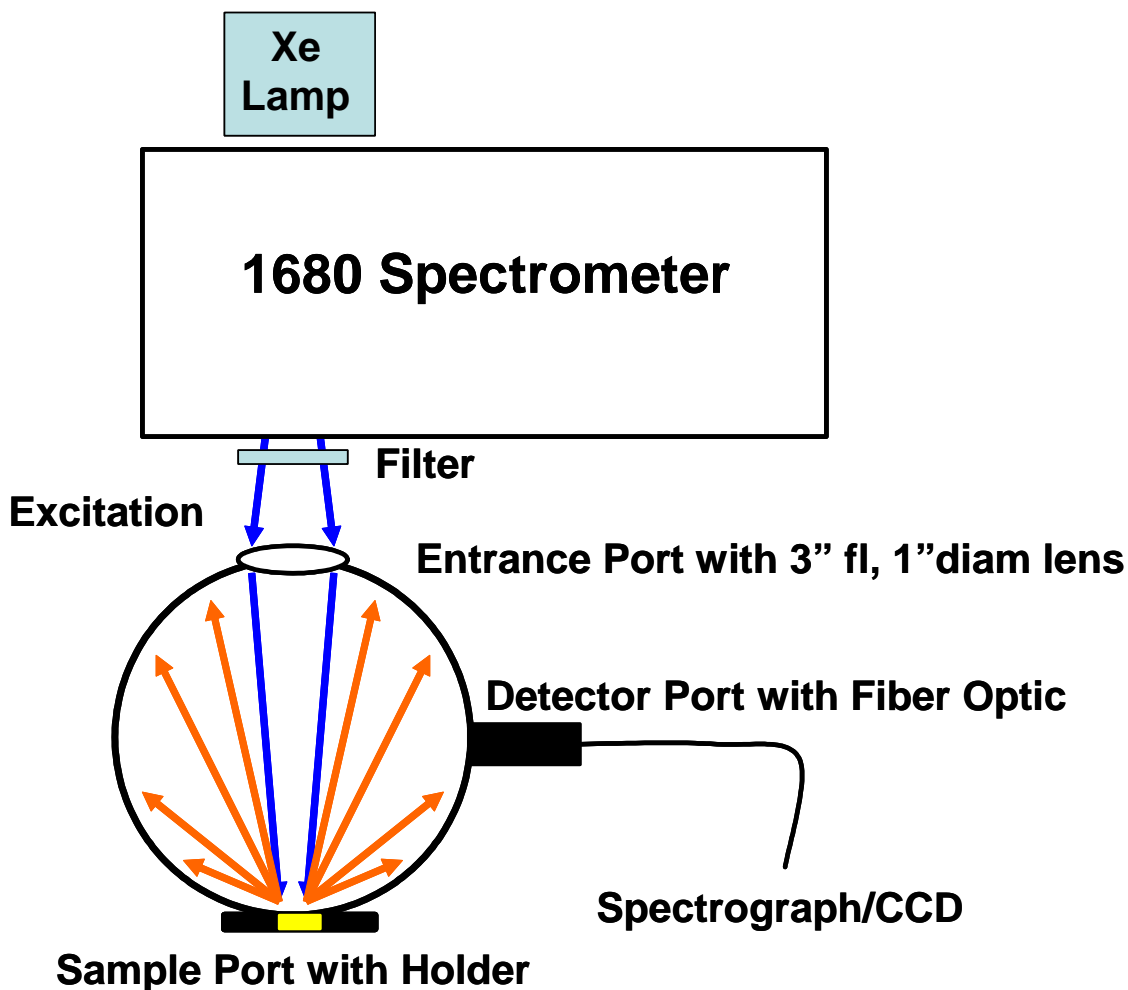 Xe
Lamp
1680 Spectrometer
Filter
Excitation
Entrance Port with 3” fl, 1”diam lens
Detector Port with Fiber Optic
Spectrograph/CCD
Sample Port with Holder